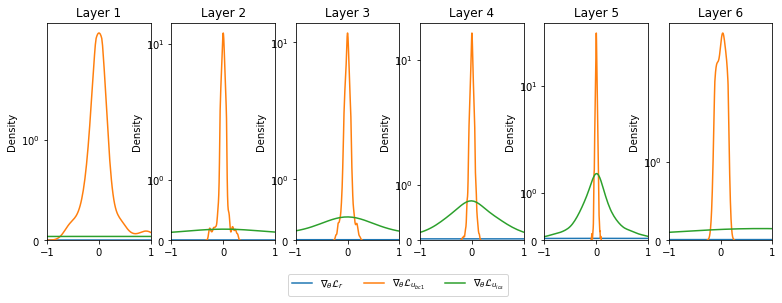 Layer 1 Layer 2 Layer 3 Layer 4 Layer 5 Layer 6
Density Density Density Density Density Density
10¹ 10¹ 10¹ 10¹
10⁰ 10⁰ 10⁰ 10⁰ 10⁰ 10⁰
0 0 0 0 0 0
−1 0 1 −1 0 1 −1 0 1 −1 0 1 −1 0 1 −1 0 1
∇θℒr ∇θℒu_bc1 ∇θℒu_ics